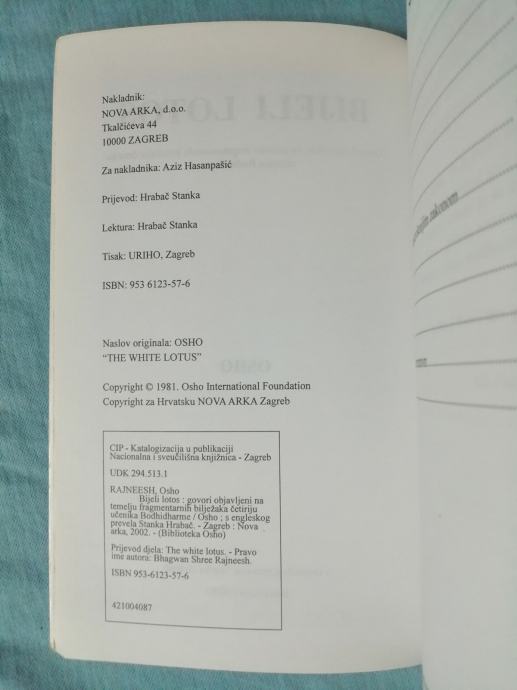 Nakladnik:
NOVA ARKA, d.o.o.
Tkalčićeva 44
10000 ZAGREB
Za nakladnika: Aziz Hasanpašić
Prijevod: Hrabač Stanka
Lektura: Hrabač Stanka
Tisak: URIHO, Zagreb
ISBN: 953 6123-57-6
Naslov originala: OSHO
“THE WHITE LOTUS”
Copyright © 1981. Osho International Foundation
Copyright za Hrvatsku NOVA ARKA Zagreb
CIP - Katalogizacija u publikaciji
Nacionalna i sveučilišna knjižnica - Zagreb
UDK 294.513.1
RAJNEESH, Osho
Bijeli lotos : govori objavljeni na
temelju fragmentarnih bilježaka četiriju
učenika Bodhidharme / Osho ; s engleskog
prevela Stanka Hrabač. - Zagreb : Nova
arka, 2002. - (Biblioteka Osho)
Prijevod djela: The white lotus. - Pravo
ime autora: Bhagwan Shree Rajneesh.
ISBN 953-6123-57-6
421004087
BIJELI LOTOS
OSHO
zakonom